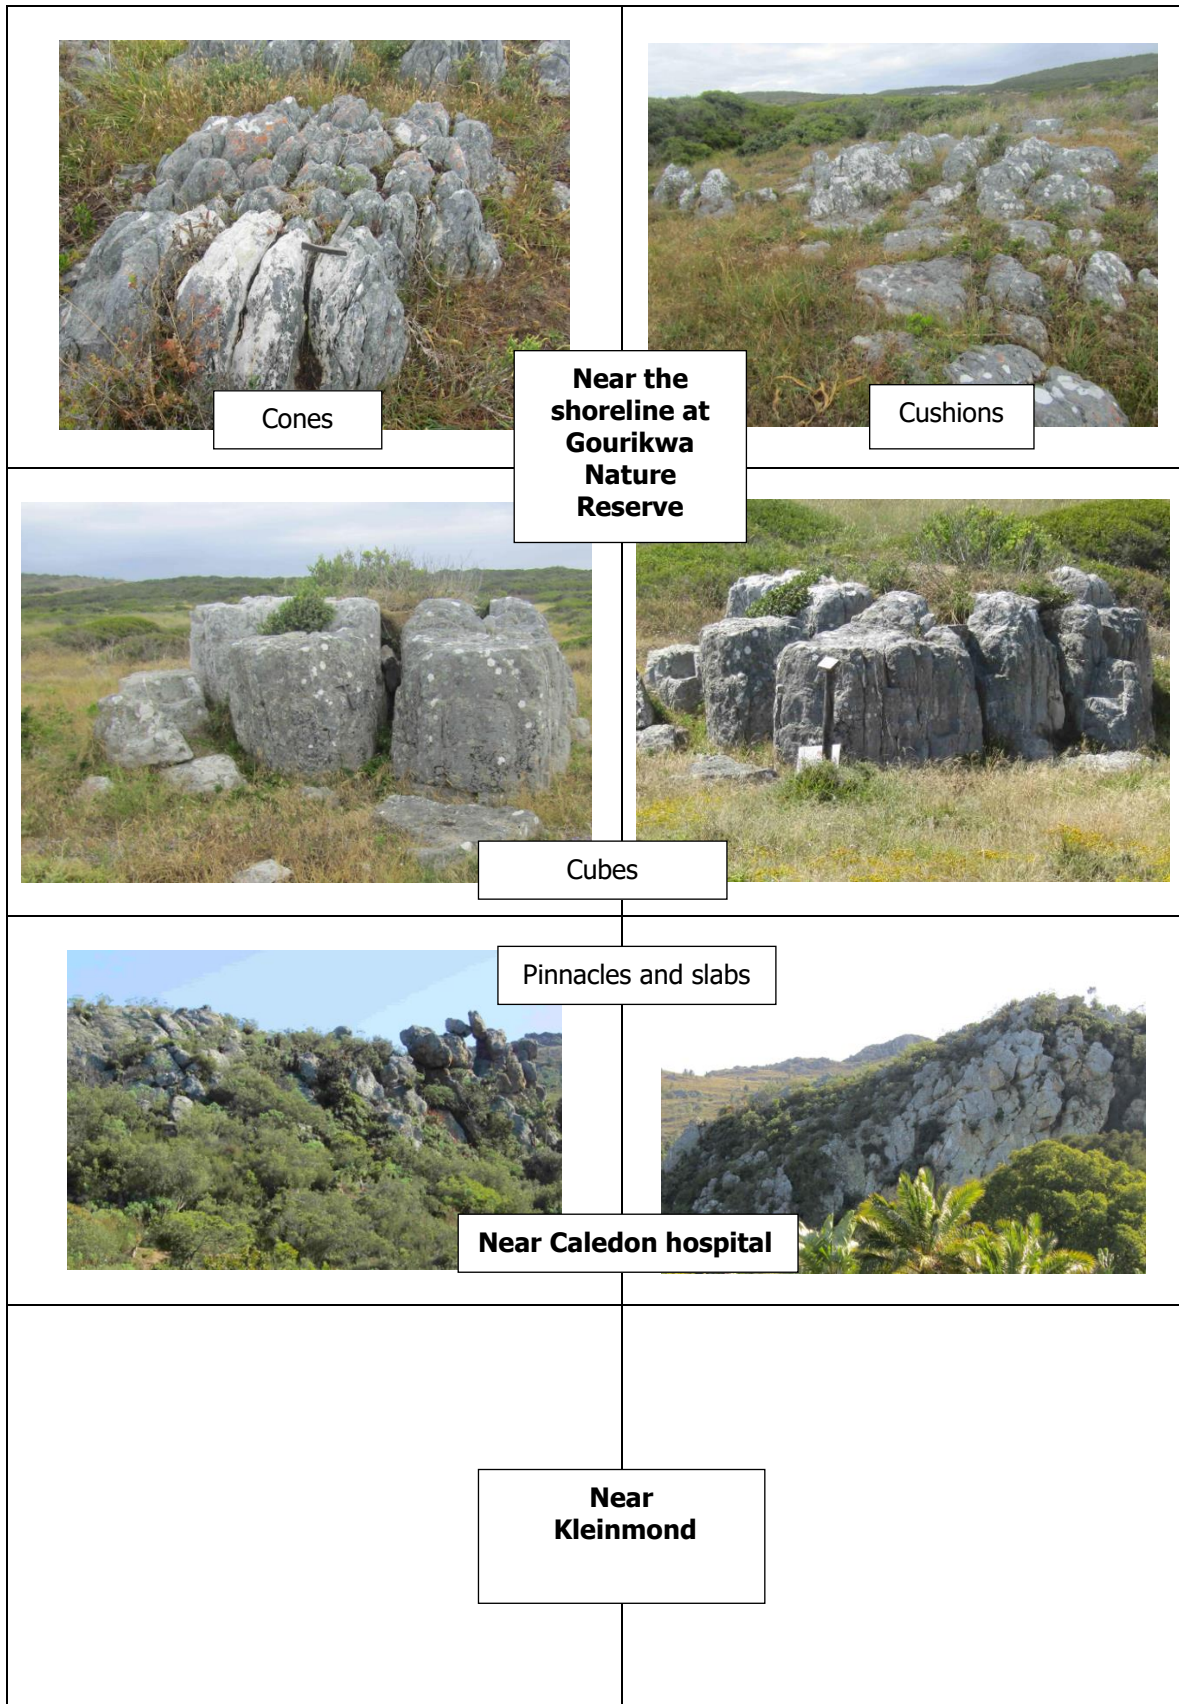 Cones
Near the
shoreline at
Gourikwa
Nature
Reserve
Cushions
Cubes
Pinnacles and slabs
Near Caledon hospital
Near
Kleinmond